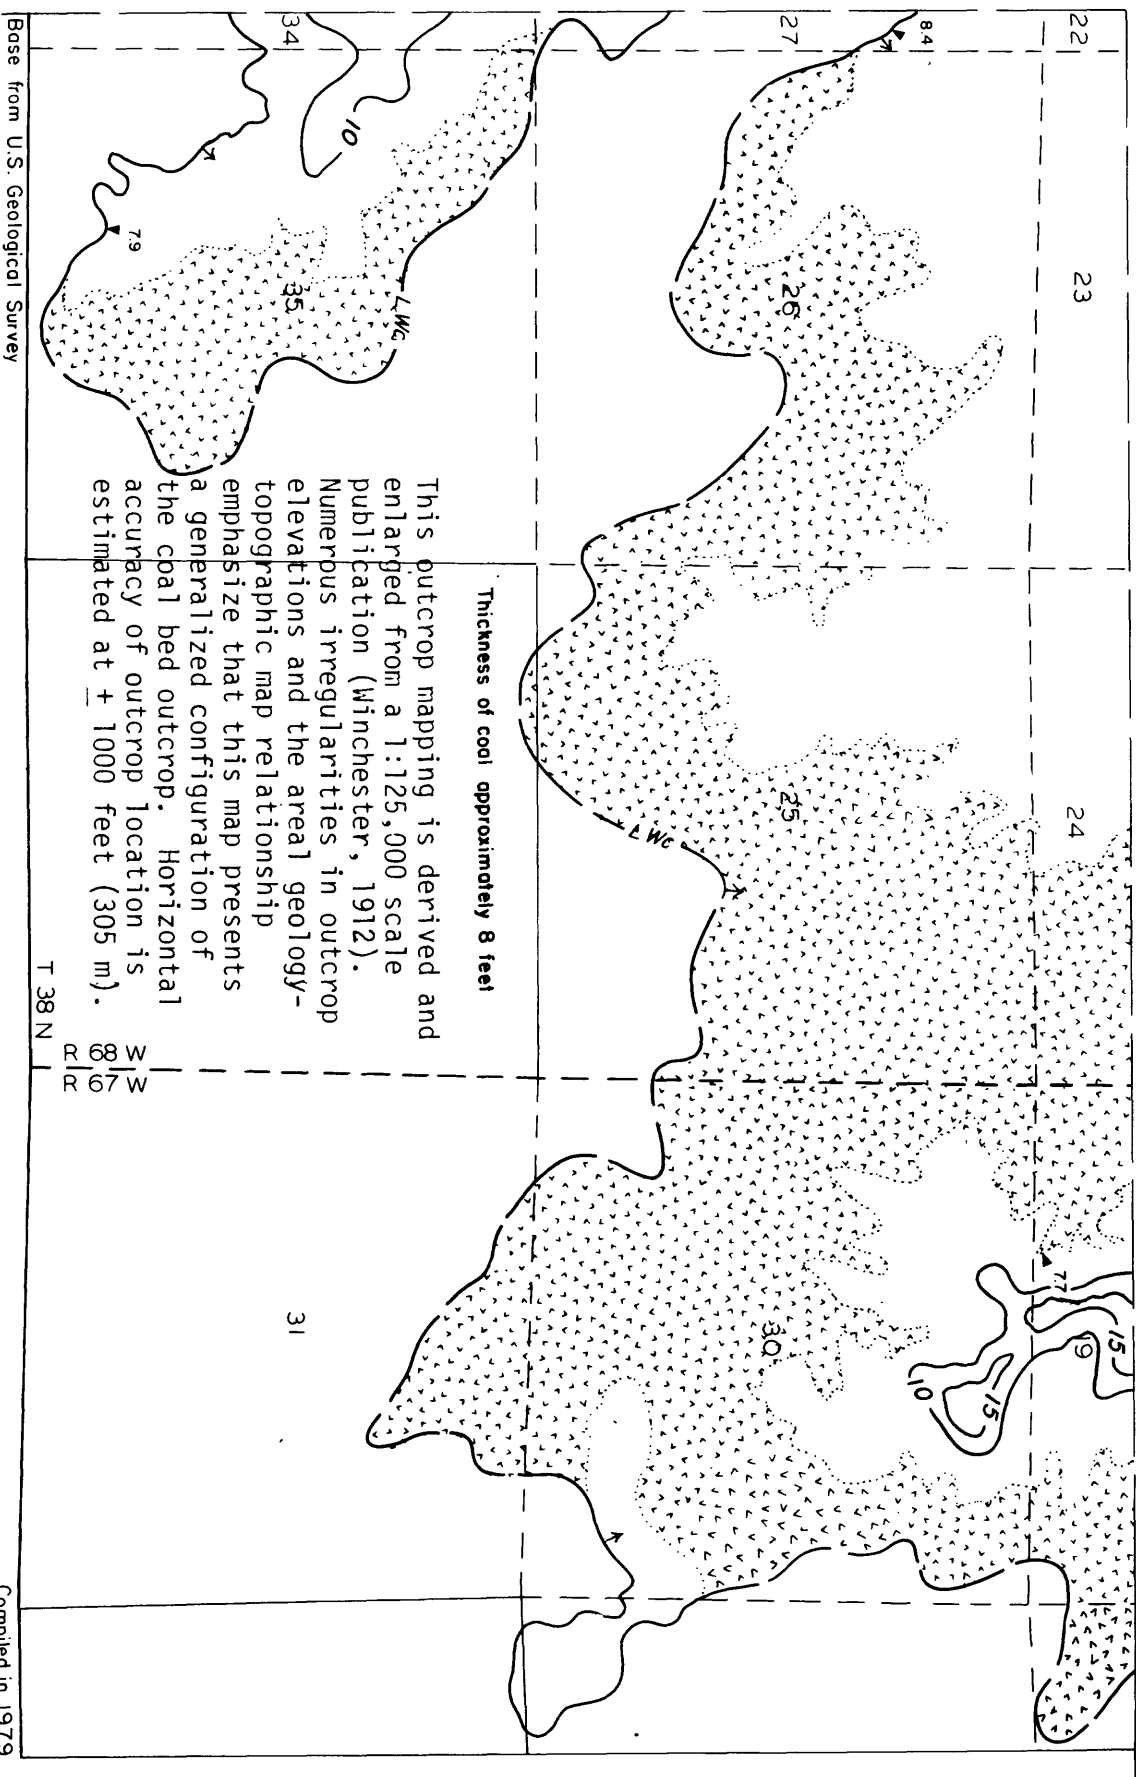 22
23
24
19
15
7.7
15
10
8.4
27
26
25
30
L Wc
34
10
35
L Wc
7.9
31
Thickness of coal approximately 8 feet
This outcrop mapping is derived and
enlarged from a 1:125,000 scale
publication (Winchester, 1912).
Numerous irregularities in outcrop
elevations and the areal geology-
topographic map relationship
emphasize that this map presents
a generalized configuration of
the coal bed outcrop. Horizontal
accuracy of outcrop location is
estimated at ± 1000 feet (305 m).
R 68 W
R 67 W
T 38 N
Base from U.S. Geological Survey
Compiled in 1979